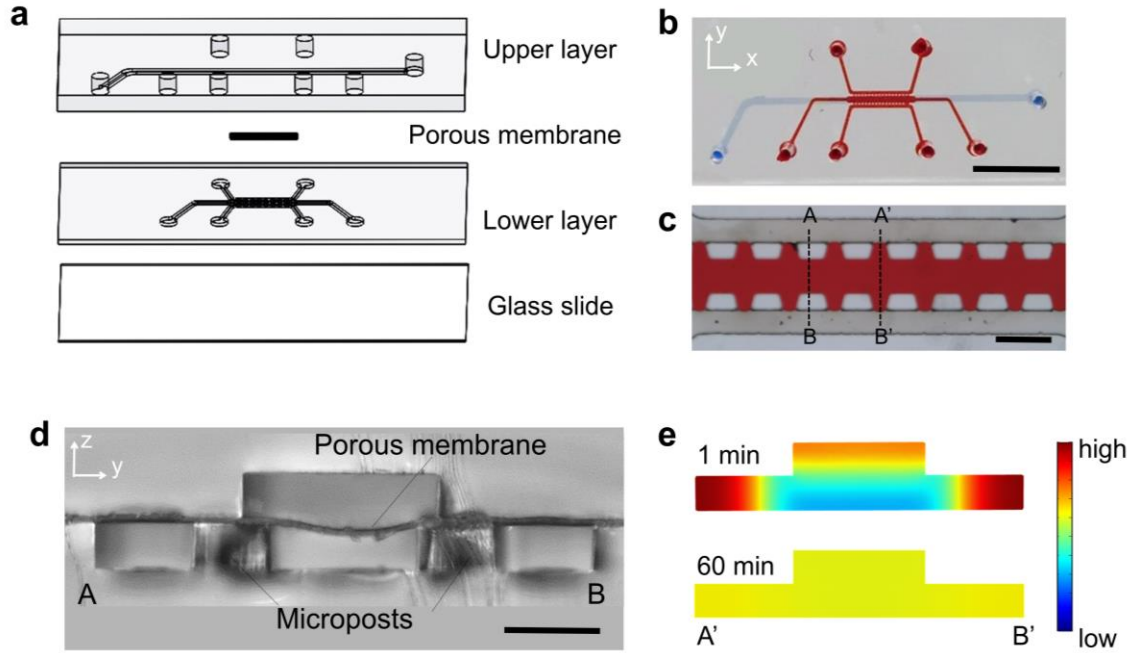 a
Upper layer
Porous membrane
Lower layer
Glass slide
b
y
x
c
A
A’
B
B’
d
z
y
Porous membrane
A
B
Microposts
e
1 min
high
60 min
low
A’
B’